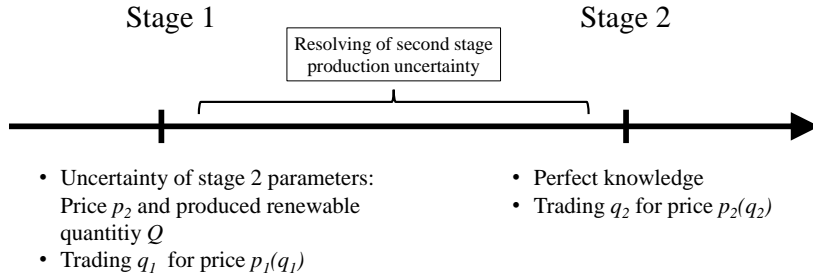 Stage 1
Stage 2
Resolving of second stage
production uncertainty
• Uncertainty of stage 2 parameters:
Price p2 and produced renewable
quantitiy Q
• Trading q1 for price p1(q1)
• Perfect knowledge
• Trading q2 for price p2(q2)